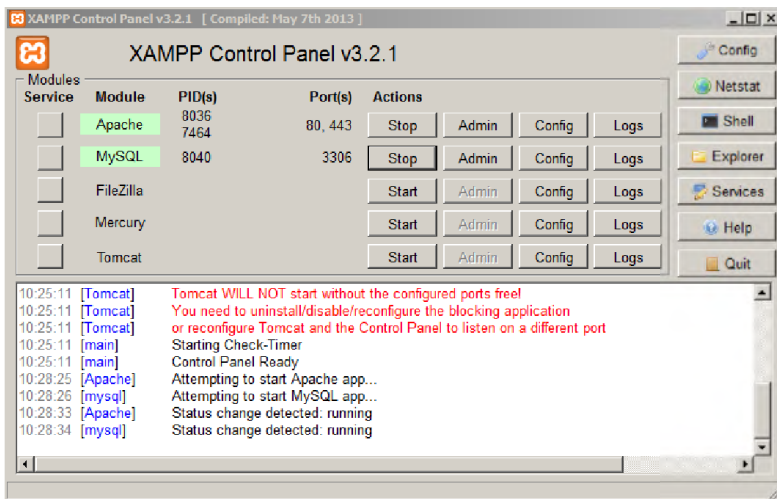 XAMPP Control Panel v3.2.1 [ Compiled: May 7th 2013 ]
XAMPP Control Panel v3.2.1
Config
Modules
Netstat
Service Module PID(s) Port(s) Actions
Apache 8036 7464 80, 443 Stop Admin Config Logs
Shell
MySQL 8040 3306 Stop Admin Config Logs
Explorer
FileZilla Start Admin Config Logs
Services
Mercury Start Admin Config Logs
Help
Tomcat Start Admin Config Logs
Quit
10:25:11 [Tomcat] Tomcat WILL NOT start without the configured ports free!
10:25:11 [Tomcat] You need to uninstall/disable/reconfigure the blocking application
10:25:11 [Tomcat] or reconfigure Tomcat and the Control Panel to listen on a different port
10:25:11 [main] Starting Check-Timer
10:25:11 [main] Control Panel Ready
10:28:25 [Apache] Attempting to start Apache app...
10:28:26 [mysql] Attempting to start MySQL app...
10:28:33 [Apache] Status change detected: running
10:28:34 [mysql] Status change detected: running